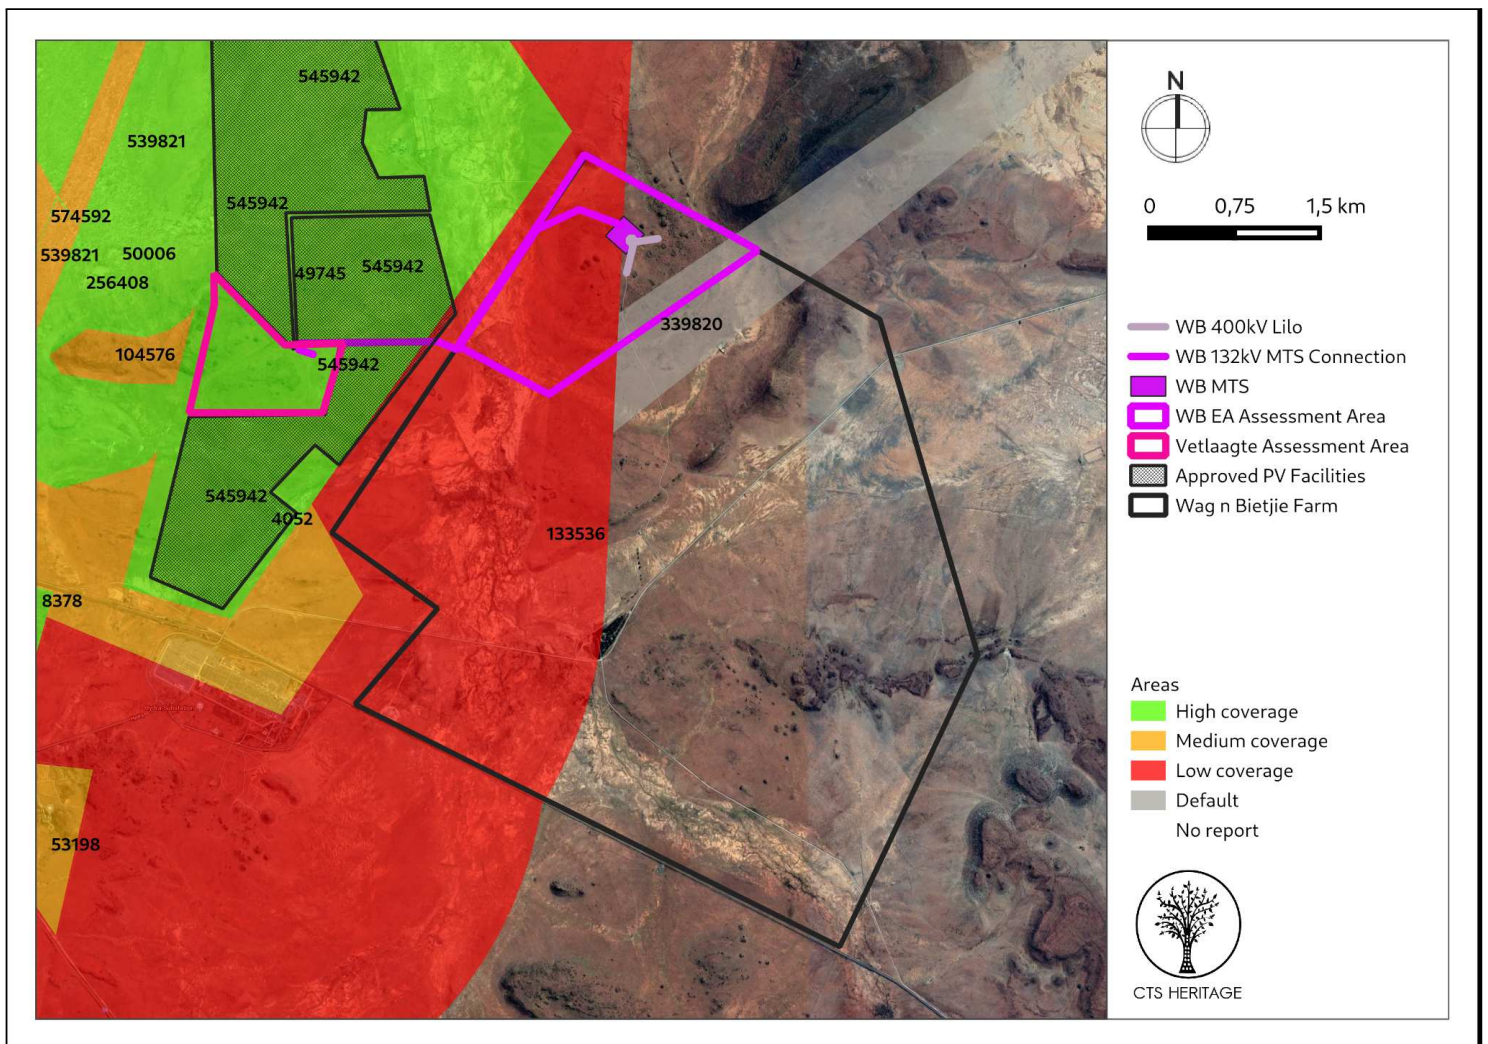 545942
539821
545942
574592
539821
50006
256408
49745
545942
339820
104576
545942
545942
4052
133536
8378
53198
N
0 0,75 1,5 km
WB 400kV Lilo
WB 132kV MTS Connection
WB MTS
WB EA Assessment Area
Vetlaagte Assessment Area
Approved PV Facilities
Wag n Bietjie Farm
Areas
High coverage
Medium coverage
Low coverage
Default
No report
CTS HERITAGE